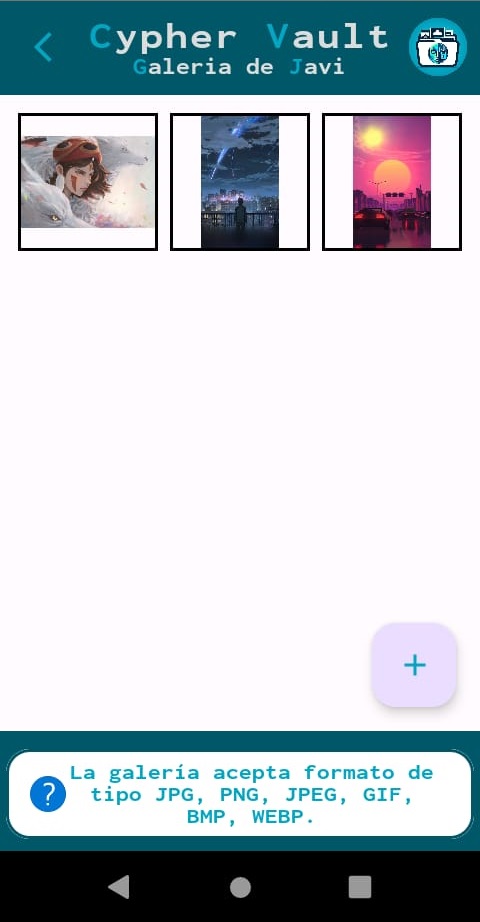 Cypher Vault
Galeria de Javi
+
?
La galería acepta formato de
tipo JPG, PNG, JPEG, GIF,
BMP, WEBP.